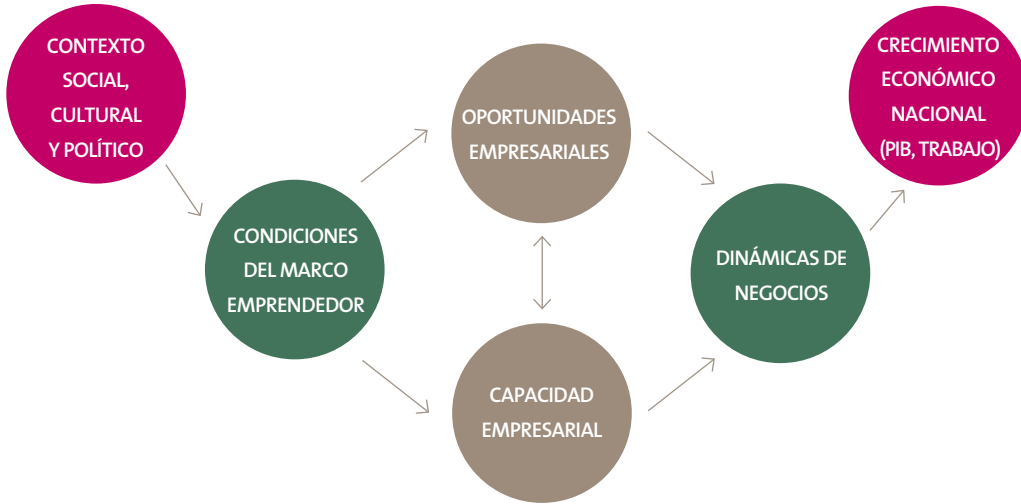 CONTEXTO
SOCIAL,
CULTURAL
Y POLÍTICO
CONDICIONES
DEL MARCO
EMPRENDEDOR
OPORTUNIDADES
EMPRESARIALES
CAPACIDAD
EMPRESARIAL
DINÁMICAS DE
NEGOCIOS
CRECIMIENTO
ECONÓMICO
NACIONAL
(PIB, TRABAJO)